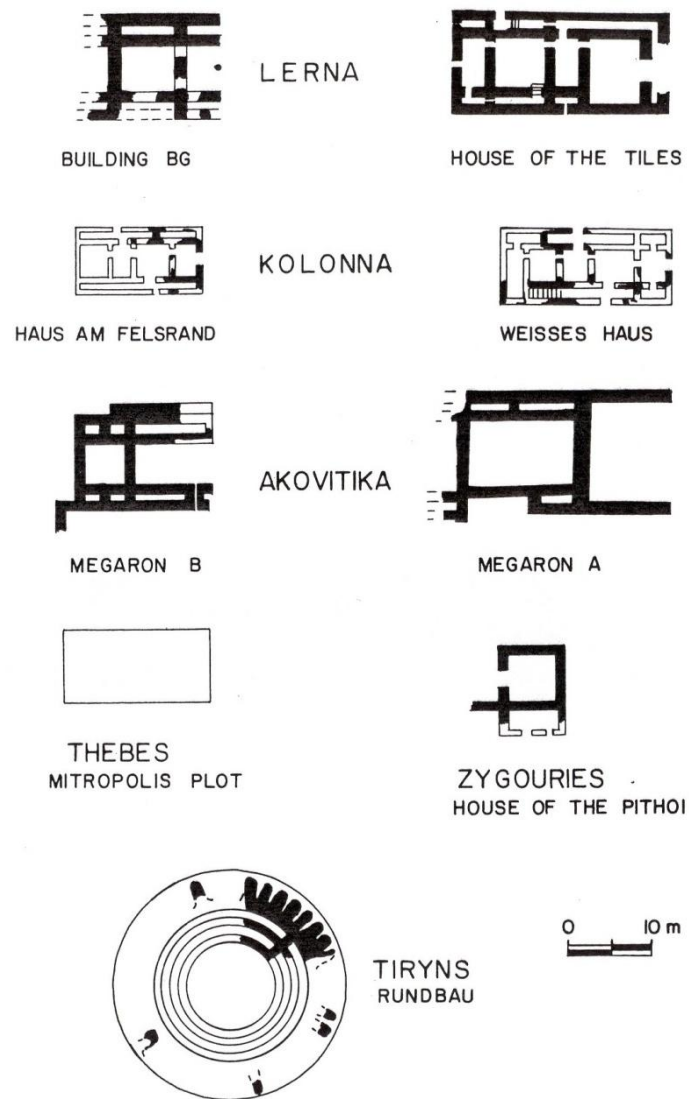 LERNA
BUILDING BG
HOUSE OF THE TILES
KOLONNA
HAUS AM FELSRAND
WEISSES HAUS
AKOVITIKA
MEGARON B
MEGARON A
THEBES
MITROPOLIS PLOT
ZYGOURIES
HOUSE OF THE PITHOI
0 10 m
TIRYNS
RUNDBAU